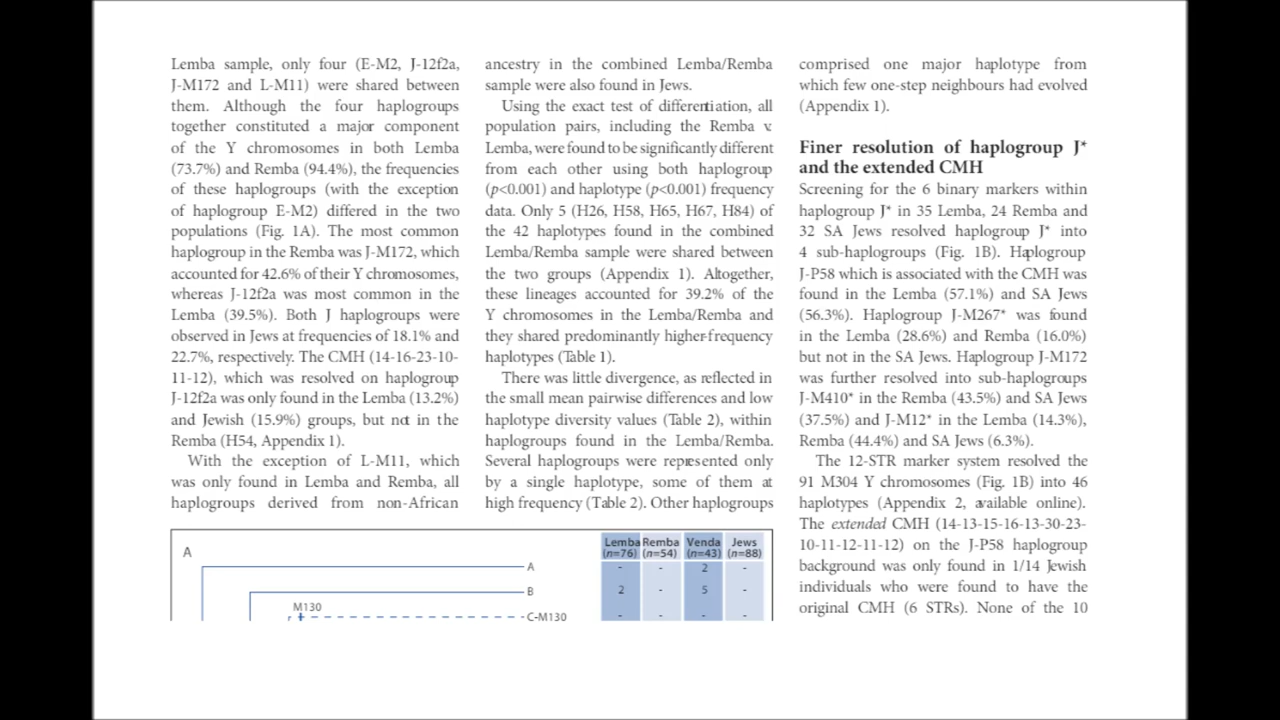 Lemba sample, only four (E-M2, J-12f2a,
J-M172 and L-M11) were shared between
them. Although the four haplogroups
together constituted a major component
of the Y chromosomes in both Lemba
(73.7%) and Remba (94.4%), the frequencies
of these haplogroups (with the exception
of haplogroup E-M2) differed in the two
populations (Fig. 1A). The most common
haplogroup in the Remba was J-M172, which
accounted for 42.6% of their Y chromosomes,
whereas J-12f2a was most common in the
Lemba (39.5%). Both J haplogroups were
observed in Jews at frequencies of 18.1% and
22.7%, respectively. The CMH (14-16-23-10-
11-12), which was resolved on haplogroup
J-12f2a was only found in the Lemba (13.2%)
and Jewish (15.9%) groups, but not in the
Remba (H54, Appendix 1).
With the exception of L-M11, which
was only found in Lemba and Remba, all
haplogroups derived from non-African
ancestry in the combined Lemba/Remba
sample were also found in Jews.
Using the exact test of differentiation, all
population pairs, including the Remba v.
Lemba, were found to be significantly different
from each other using both haplogroup
(p<0.001) and haplotype (p<0.001) frequency
data. Only 5 (H26, H58, H65, H67, H84) of
the 42 haplotypes found in the combined
Lemba/Remba sample were shared between
the two groups (Appendix 1). Altogether,
these lineages accounted for 39.2% of the
Y chromosomes in the Lemba/Remba and
they shared predominantly higher-frequency
haplotypes (Table 1).
There was little divergence, as reflected in
the small mean pairwise differences and low
haplotype diversity values (Table 2), within
haplogroups found in the Lemba/Remba.
Several haplogroups were represented only
by a single haplotype, some of them at
high frequency (Table 2). Other haplogroups
comprised one major haplotype from
which few one-step neighbours had evolved
(Appendix 1).
Finer resolution of haplogroup J*
and the extended CMH
Screening for the 6 binary markers within
haplogroup J* in 35 Lemba, 24 Remba and
32 SA Jews resolved haplogroup J* into
4 sub-haplogroups (Fig. 1B). Haplogroup
J-P58 which is associated with the CMH was
found in the Lemba (57.1%) and SA Jews
(56.3%). Haplogroup J-M267* was found
in the Lemba (28.6%) and Remba (16.0%)
but not in the SA Jews. Haplogroup J-M172
was further resolved into sub-haplogroups
J-M410* in the Remba (43.5%) and SA Jews
(37.5%) and J-M12* in the Lemba (14.3%),
Remba (44.4%) and SA Jews (6.3%).
The 12-STR marker system resolved the
91 M304 Y chromosomes (Fig. 1B) into 46
haplotypes (Appendix 2, available online).
The extended CMH (14-13-15-16-13-30-23-
10-11-12-11-12) on the J-P58 haplogroup
background was only found in 1/14 Jewish
individuals who were found to have the
original CMH (6 STRs). None of the 10
A
Lemba Remba Venda Jews
(n=76) (n=54) (n=43) (n=88)
A - - 2 -
B 2 - 5 -
M130
C-M130 - - - -